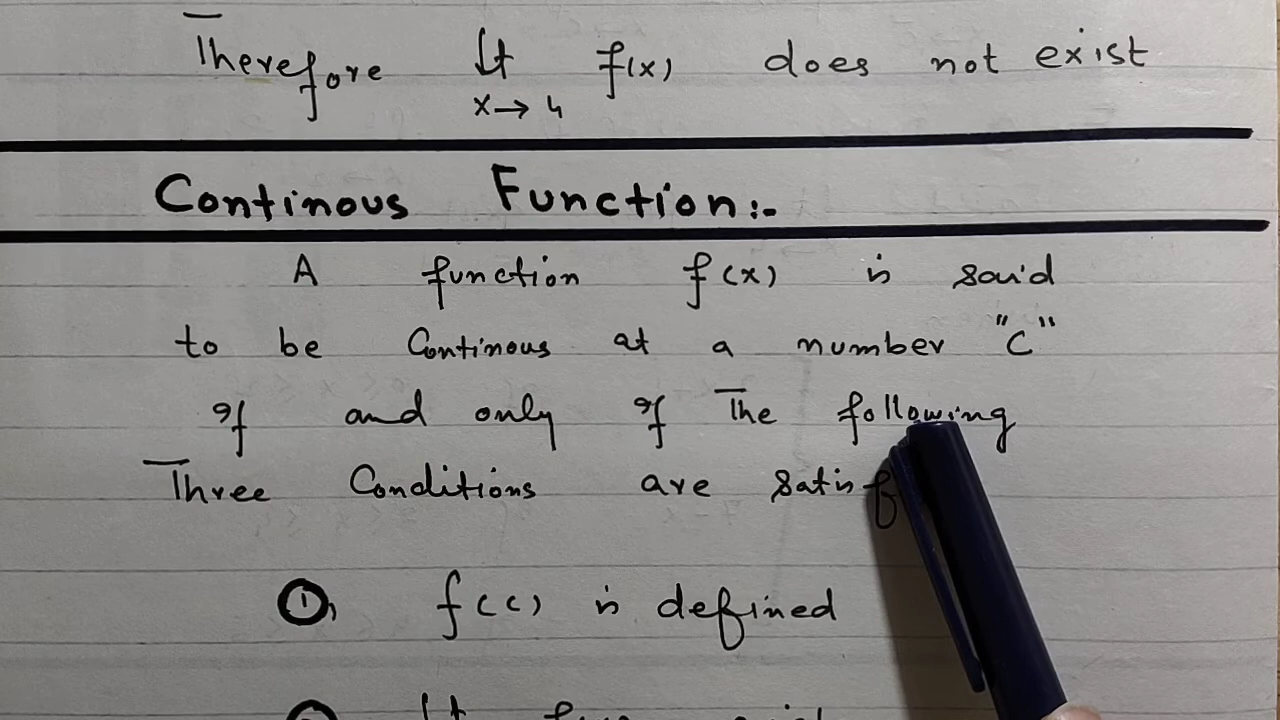 Therefore Lt f(x) does not exist
x→4
Continous Function:-
A function f(x) is said
to be Continous at a number "C"
if and only if The following
Three Conditions are satisf
①, f(c) is defined